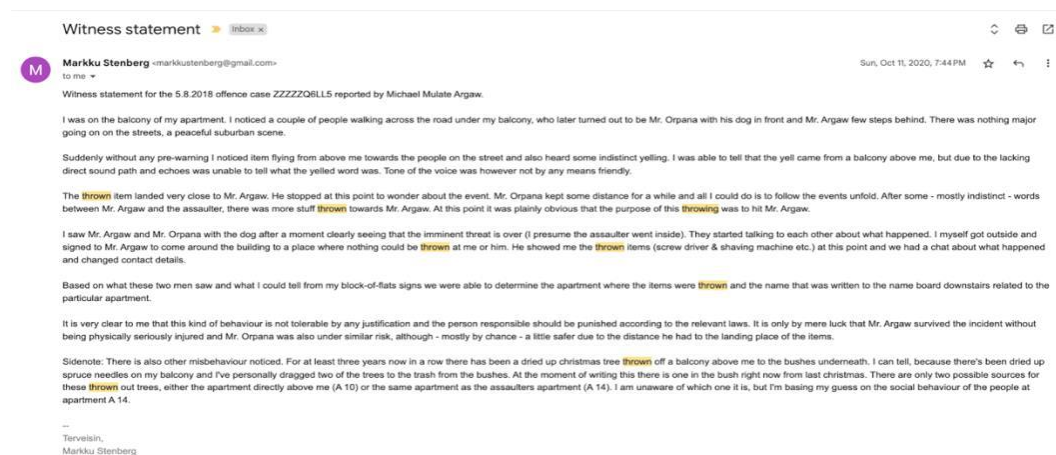 Witness statement
Inbox x
M
Markku Stenberg <markkustenberg@gmail.com>
Sun, Oct 11, 2020, 7:44 PM
to me
Witness statement for the 5.8.2018 offence case ZZZZZQ6LL5 reported by Michael Mulate Argaw.
I was on the balcony of my apartment. I noticed a couple of people walking across the road under my balcony, who later turned out to be Mr. Orpana with his dog in front and Mr. Argaw few steps behind. There was nothing major
going on on the streets, a peaceful suburban scene.
Suddenly without any pre-warning I noticed item flying from above me towards the people on the street and also heard some indistinct yelling. I was able to tell that the yell came from a balcony above me, but due to the lacking
direct sound path and echoes was unable to tell what the yelled word was. Tone of the voice was however not by any means friendly.
The thrown item landed very close to Mr. Argaw. He stopped at this point to wonder about the event. Mr. Orpana kept some distance for a while and all I could do is to follow the events unfold. After some - mostly indistinct - words
between Mr. Argaw and the assaulter, there was more stuff thrown towards Mr. Argaw. At this point it was plainly obvious that the purpose of this throwing was to hit Mr. Argaw.
I saw Mr. Argaw and Mr. Orpana with the dog after a moment clearly seeing that the imminent threat is over (I presume the assaulter went inside). They started talking to each other about what happened. I myself got outside and
signed to Mr. Argaw to come around the building to a place where nothing could be thrown at me or him. He showed me the thrown items (screw driver & shaving machine etc.) at this point and we had a chat about what happened
and changed contact details.
Based on what these two men saw and what I could tell from my block-of-flats signs we were able to determine the apartment where the items were thrown and the name that was written to the name board downstairs related to the
particular apartment.
It is very clear to me that this kind of behaviour is not tolerable by any justification and the person responsible should be punished according to the relevant laws. It is only by mere luck that Mr. Argaw survived the incident without
being physically seriously injured and Mr. Orpana was also under similar risk, although - mostly by chance - a little safer due to the distance he had to the landing place of the items.
Sidenote: There is also other misbehaviour noticed. For at least three years now in a row there has been a dried up christmas tree thrown off a balcony above me to the bushes underneath. I can tell, because there's been dried up
spruce needles on my balcony and I've personally dragged two of the trees to the trash from the bushes. At the moment of writing this there is one in the bush right now from last christmas. There are only two possible sources for
these thrown out trees, either the apartment directly above me (A 10) or the same apartment as the assaulters apartment (A 14). I am unaware of which one it is, but I'm basing my guess on the social behaviour of the people at
apartment A 14.
--
Terveisin,
Markku Stenberg